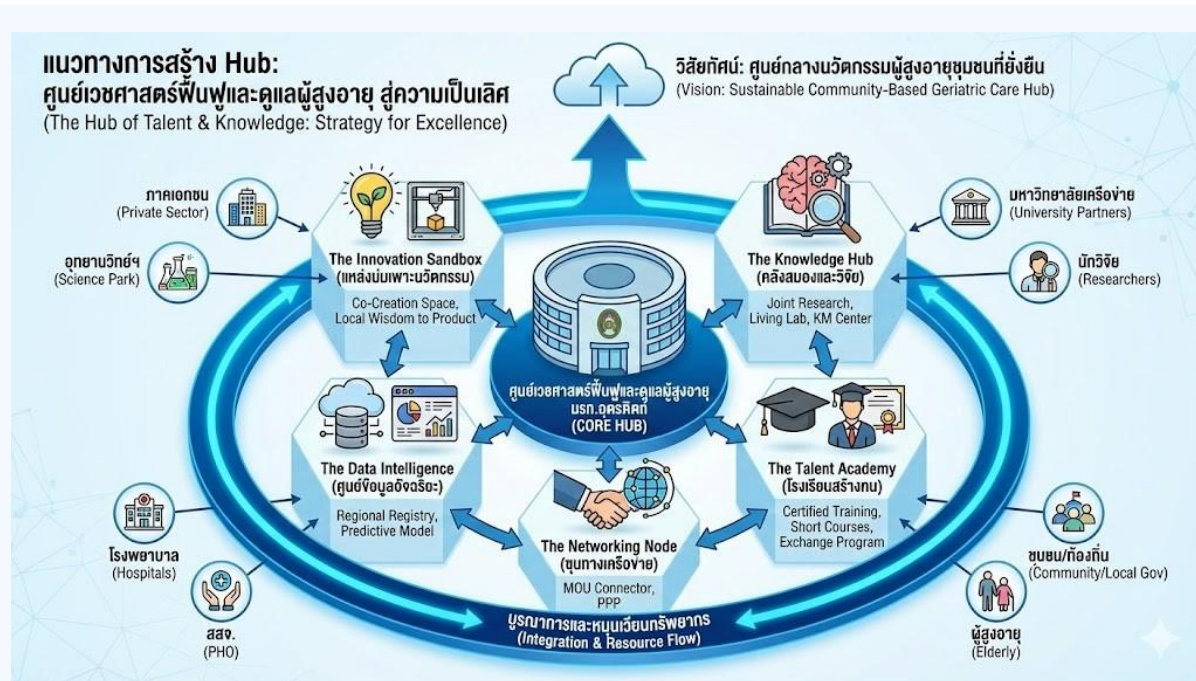 แนวทางการสร้าง Hub:
ศูนย์เวชศาสตร์ฟื้นฟูและดูแลผู้สูงอายุ สู่ความเป็นเลิศ
(The Hub of Talent & Knowledge: Strategy for Excellence)
วิสัยทัศน์: ศูนย์กลางนวัตกรรมผู้สูงอายุชุมชนที่ยั่งยืน
(Vision: Sustainable Community-Based Geriatric Care Hub)
ภาคเอกชน
(Private Sector)
อุทยานวิทย์ฯ
(Science Park)
The Innovation Sandbox
(แหล่งบ่มเพาะนวัตกรรม)
Co-Creation Space,
Local Wisdom to Product
The Knowledge Hub
(คลังสมองและวิจัย)
Joint Research,
Living Lab, KM Center
มหาวิทยาลัยเครือข่าย
(University Partners)
นักวิจัย
(Researchers)
ศูนย์เวชศาสตร์ฟื้นฟูและดูแลผู้สูงอายุ
มรภ.อุตรดิตถ์
(CORE HUB)
The Data Intelligence
(ศูนย์ข้อมูลอัจฉริยะ)
Regional Registry,
Predictive Model
The Networking Node
(ชุมทางเครือข่าย)
MOU Connector,
PPP
The Talent Academy
(โรงเรียนสร้างคน)
Certified Training,
Short Courses,
Exchange Program
โรงพยาบาล
(Hospitals)
สสจ.
(PHO)
ชุมชน/ท้องถิ่น
(Community/Local Gov)
ผู้สูงอายุ
(Elderly)
บูรณาการและหมุนเวียนทรัพยากร
(Integration & Resource Flow)